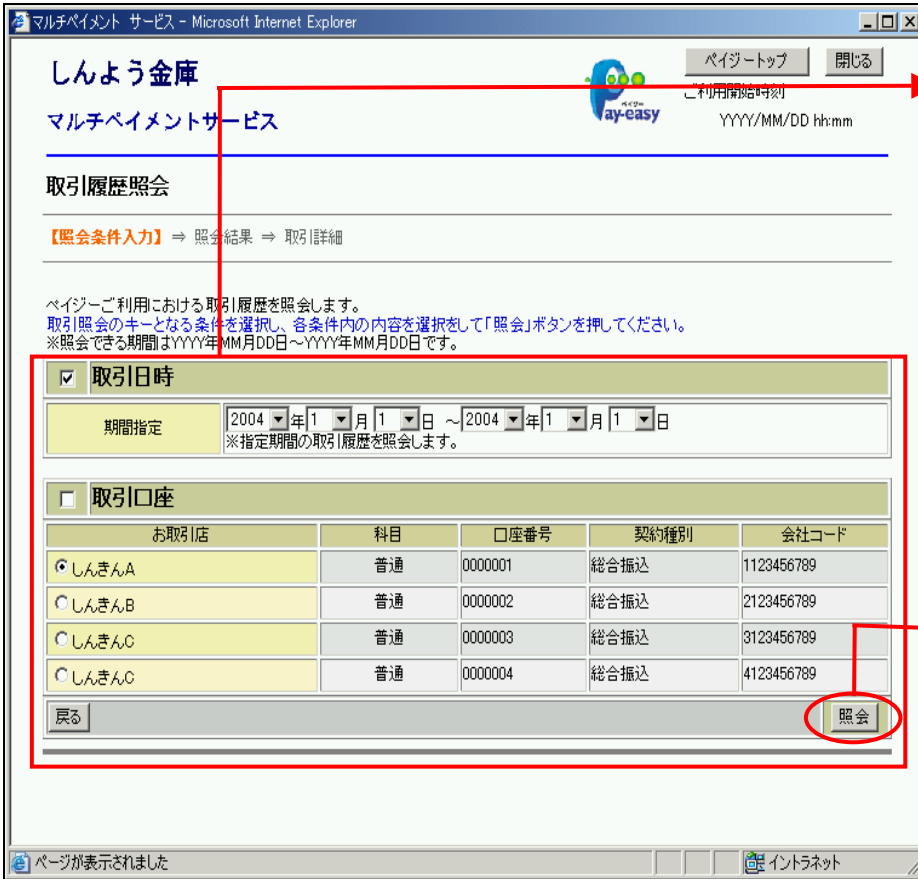 マルチペイメント サービス - Microsoft Internet Explorer
しんよう金庫
マルチペイメントサービス
ペイジー
Pay-easy
ペイジートップ 閉じる
ご利用開始時刻
YYYY/MM/DD hh:mm
取引履歴照会
【照会条件入力】 ⇒ 照会結果 ⇒ 取引詳細
ペイジーご利用における取引履歴を照会します。
取引照会のキーとなる条件を選択し、各条件内の内容を選択をして「照会」ボタンを押してください。
※照会できる期間はYYYY年MM月DD日～YYYY年MM月DD日です。
取引日時
期間指定 2004 年 1 月 1 日 ～ 2004 年 1 月 1 日
※指定期間の取引履歴を照会します。
取引口座
お取引店 科目 口座番号 契約種別 会社コード
しんきんA 普通 0000001 総合振込 1123456789
しんきんB 普通 0000002 総合振込 2123456789
しんきんC 普通 0000003 総合振込 3123456789
しんきんC 普通 0000004 総合振込 4123456789
戻る 照会
ページが表示されました イントラネット